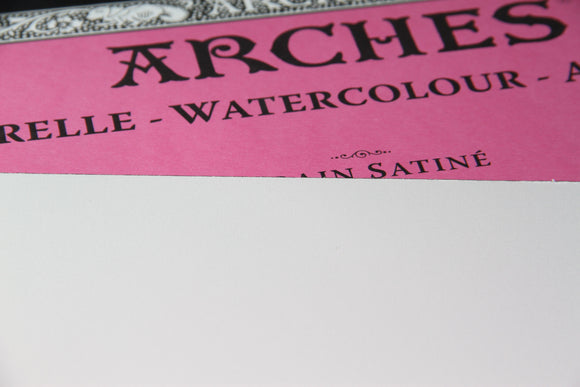 ARCHES
RELLE - WATERCOLOUR - A
AIN SATINÉ